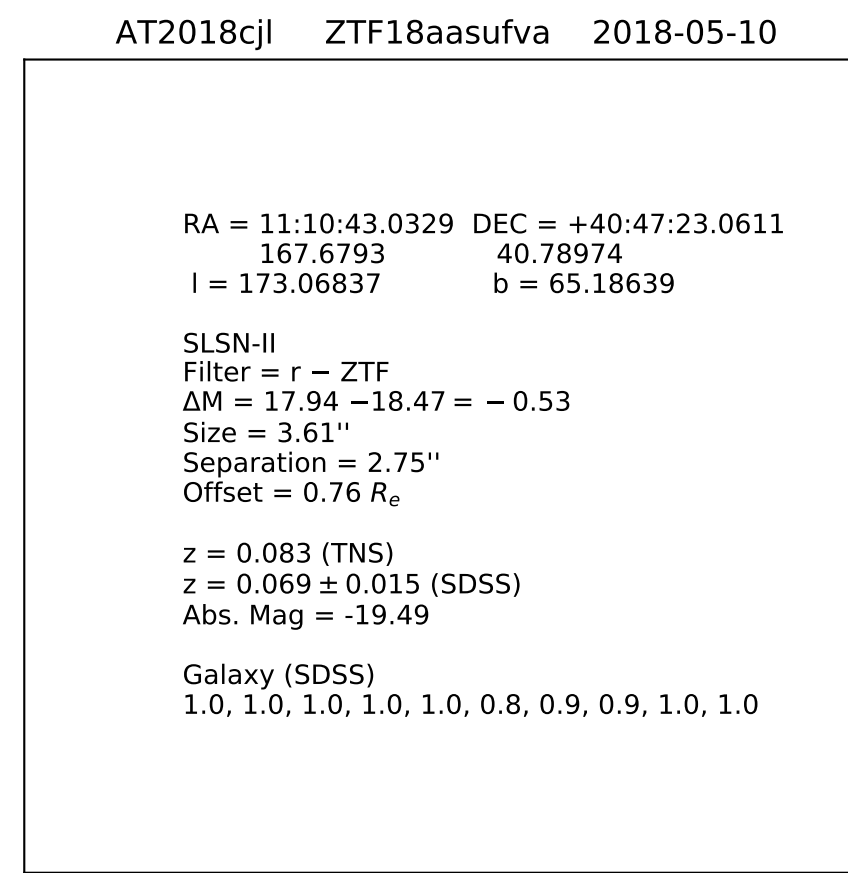 AT2018cjl ZTF18aasufva 2018-05-10
RA = 11:10:43.0329 DEC = +40:47:23.0611
167.6793 40.78974
l = 173.06837 b = 65.18639
SLSN-II
Filter = r − ZTF
ΔM = 17.94 −18.47 = − 0.53
Size = 3.61''
Separation = 2.75''
Offset = 0.76 Rₑ
z = 0.083 (TNS)
z = 0.069 ± 0.015 (SDSS)
Abs. Mag = -19.49
Galaxy (SDSS)
1.0, 1.0, 1.0, 1.0, 1.0, 0.8, 0.9, 0.9, 1.0, 1.0